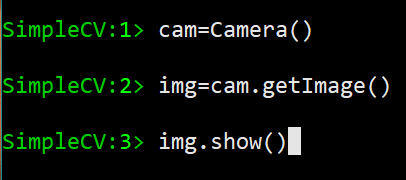 SimpleCV:1> cam=Camera()
SimpleCV:2> img=cam.getImage()
SimpleCV:3> img.show()